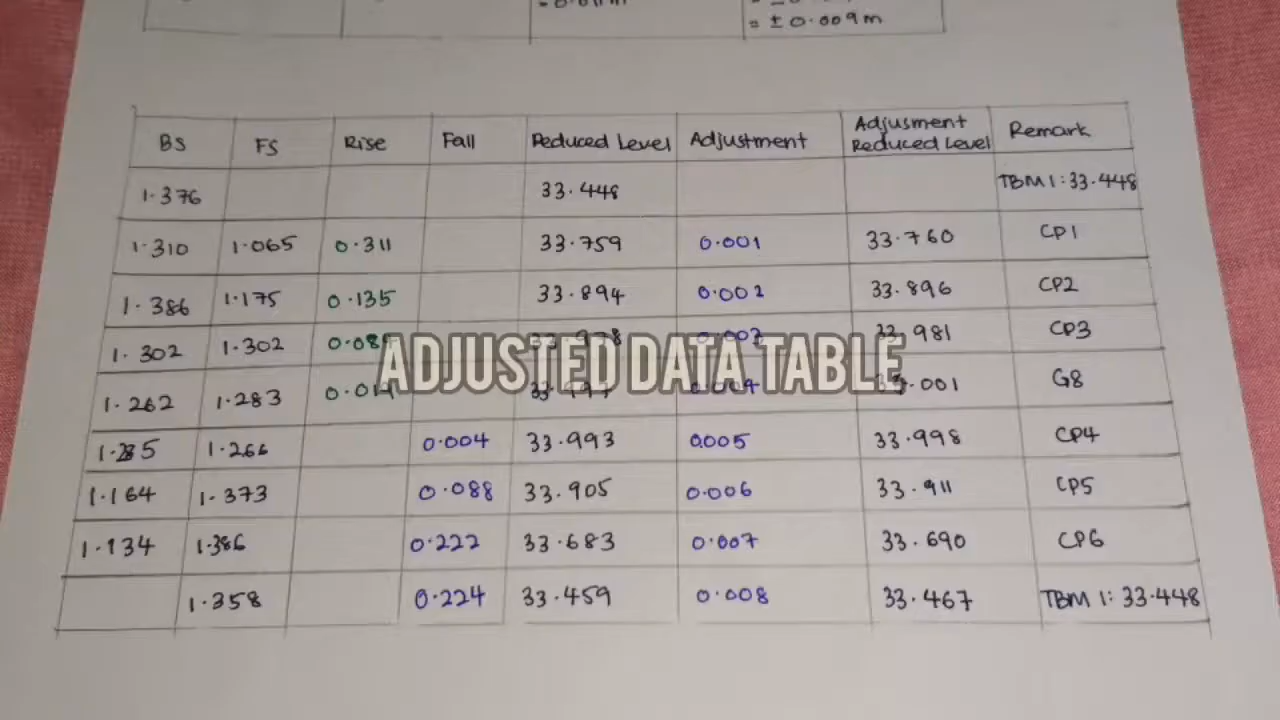 = ± 0.009m
BS FS Rise Fall Reduced Level Adjustment Adjusment Reduced Level Remark
1.376 33.448 TBM 1: 33.448
1.310 1.065 0.311 33.759 0.001 33.760 CP1
1.386 1.175 0.135 33.894 0.002 33.896 CP2
1.302 1.302 33.981 CP3
1.262 1.283 G8
ADJUSTED DATA TABLE
1.285 1.266 0.004 33.993 0.005 33.998 CP4
1.164 1.373 0.088 33.905 0.006 33.911 CP5
1.134 1.386 0.222 33.683 0.007 33.690 CP6
1.358 0.224 33.459 0.008 33.467 TBM 1: 33.448